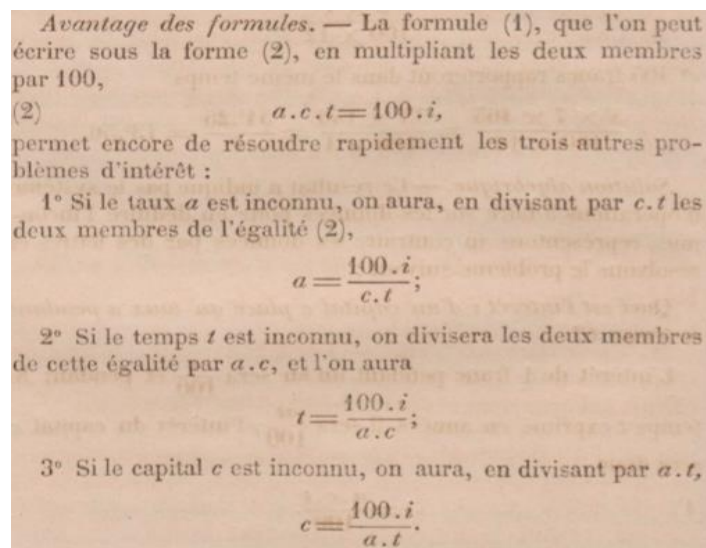 Avantage des formules. — La formule (1), que l'on peut
écrire sous la forme (2), en multipliant les deux membres
par 100,
(2) a.c.t=100.i,
permet encore de résoudre rapidement les trois autres pro-
blèmes d'intérêt :
1° Si le taux a est inconnu, on aura, en divisant par c.t les
deux membres de l'égalité (2),
a = 100.i / c.t;
2° Si le temps t est inconnu, on divisera les deux membres
de cette égalité par a.c, et l'on aura
t = 100.i / a.c;
3° Si le capital c est inconnu, on aura, en divisant par a.t,
c = 100.i / a.t.